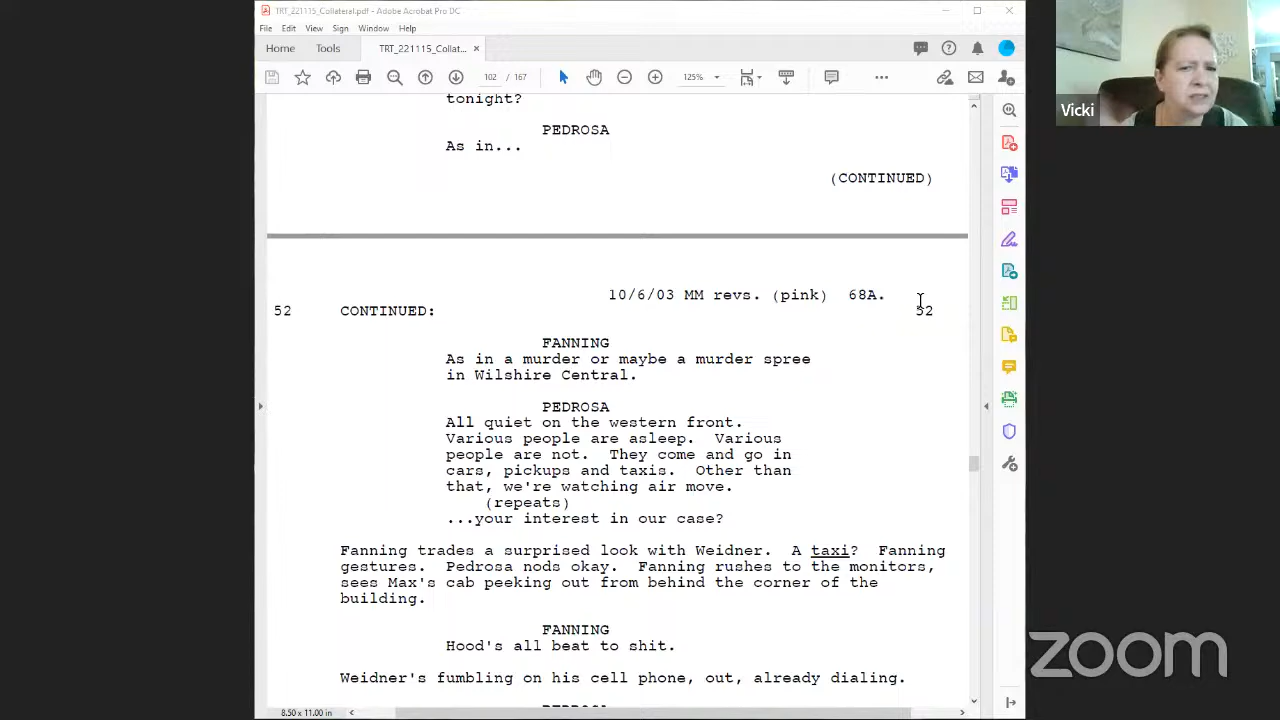 TRT_221115_Collateral.pdf - Adobe Acrobat Pro DC
File Edit View Sign Window Help
Home Tools TRT_221115_Collat... ×
102 / 167 125%
tonight?
PEDROSA
As in...
(CONTINUED)
10/6/03 MM revs. (pink) 68A.
52 CONTINUED: 52
FANNING
As in a murder or maybe a murder spree
in Wilshire Central.
PEDROSA
All quiet on the western front.
Various people are asleep. Various
people are not. They come and go in
cars, pickups and taxis. Other than
that, we're watching air move.
(repeats)
...your interest in our case?
Fanning trades a surprised look with Weidner. A taxi? Fanning
gestures. Pedrosa nods okay. Fanning rushes to the monitors,
sees Max's cab peeking out from behind the corner of the
building.
FANNING
Hood's all beat to shit.
Weidner's fumbling on his cell phone, out, already dialing.
PEDROSA
8.50 x 11.00 in
Vicki
zoom